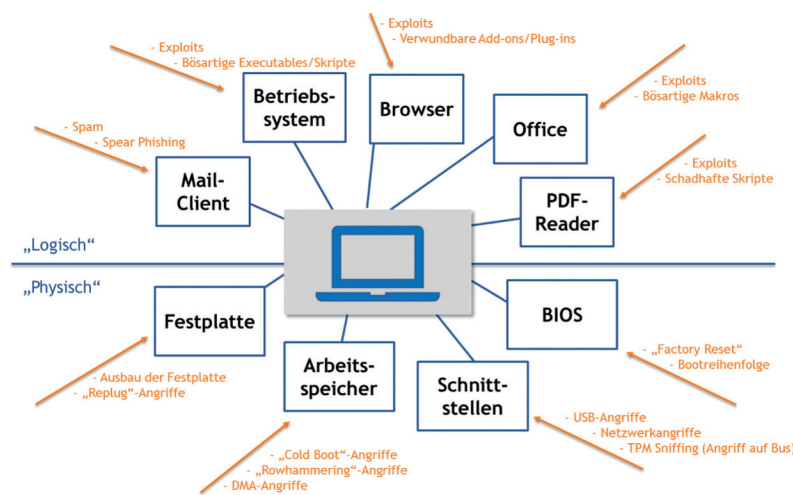 - Exploits
- Verwundbare Add-ons/Plug-ins
- Exploits
- Bösartige Executables/Skripte
Betriebs-
system
Browser
Office
- Exploits
- Bösartige Makros
- Spam
- Spear Phishing
Mail-
Client
PDF-
Reader
- Exploits
- Schadhafte Skripte
„Logisch“
„Physisch“
Festplatte
BIOS
Arbeits-
speicher
Schnitt-
stellen
- „Factory Reset“
- Bootreihenfolge
- Ausbau der Festplatte
- „Replug“-Angriffe
- USB-Angriffe
- Netzwerkangriffe
- TPM Sniffing (Angriff auf Bus)
- „Cold Boot“-Angriffe
- „Rowhammering“-Angriffe
- DMA-Angriffe